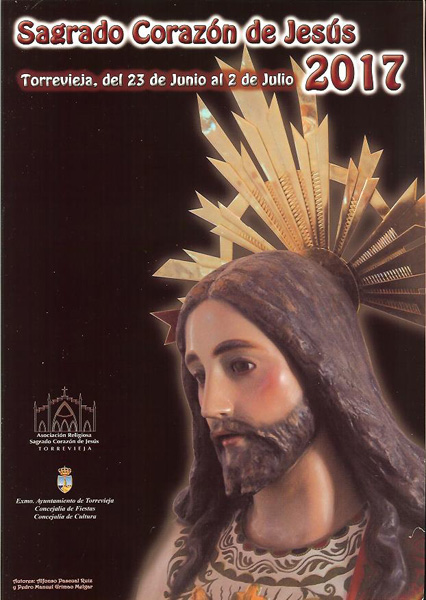 Sagrado Corazón de Jesús
Torrevieja, del 23 de Junio al 2 de Julio 2017
Asociación Religiosa
Sagrado Corazón de Jesús
TORREVIEJA
Exmo. Ayuntamiento de Torrevieja
Concejalía de Fiestas
Concejalía de Cultura
Autores: Alfonso Pascual Ruiz
y Pedro Manuel Grimao Melgar